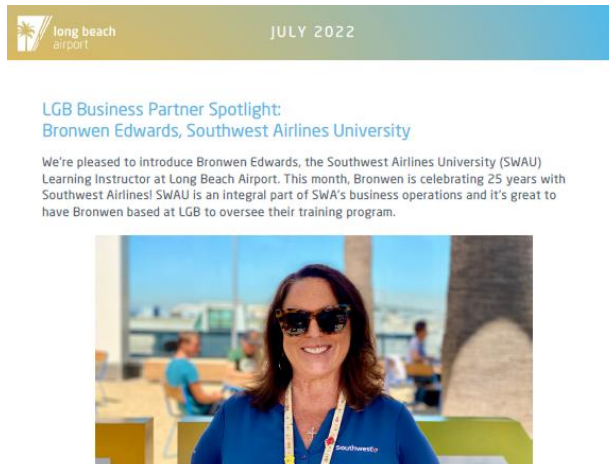 long beach
airport
JULY 2022
LGB Business Partner Spotlight:
Bronwen Edwards, Southwest Airlines University
We're pleased to introduce Bronwen Edwards, the Southwest Airlines University (SWAU)
Learning Instructor at Long Beach Airport. This month, Bronwen is celebrating 25 years with
Southwest Airlines! SWAU is an integral part of SWA's business operations and it's great to
have Bronwen based at LGB to oversee their training program.
southwest